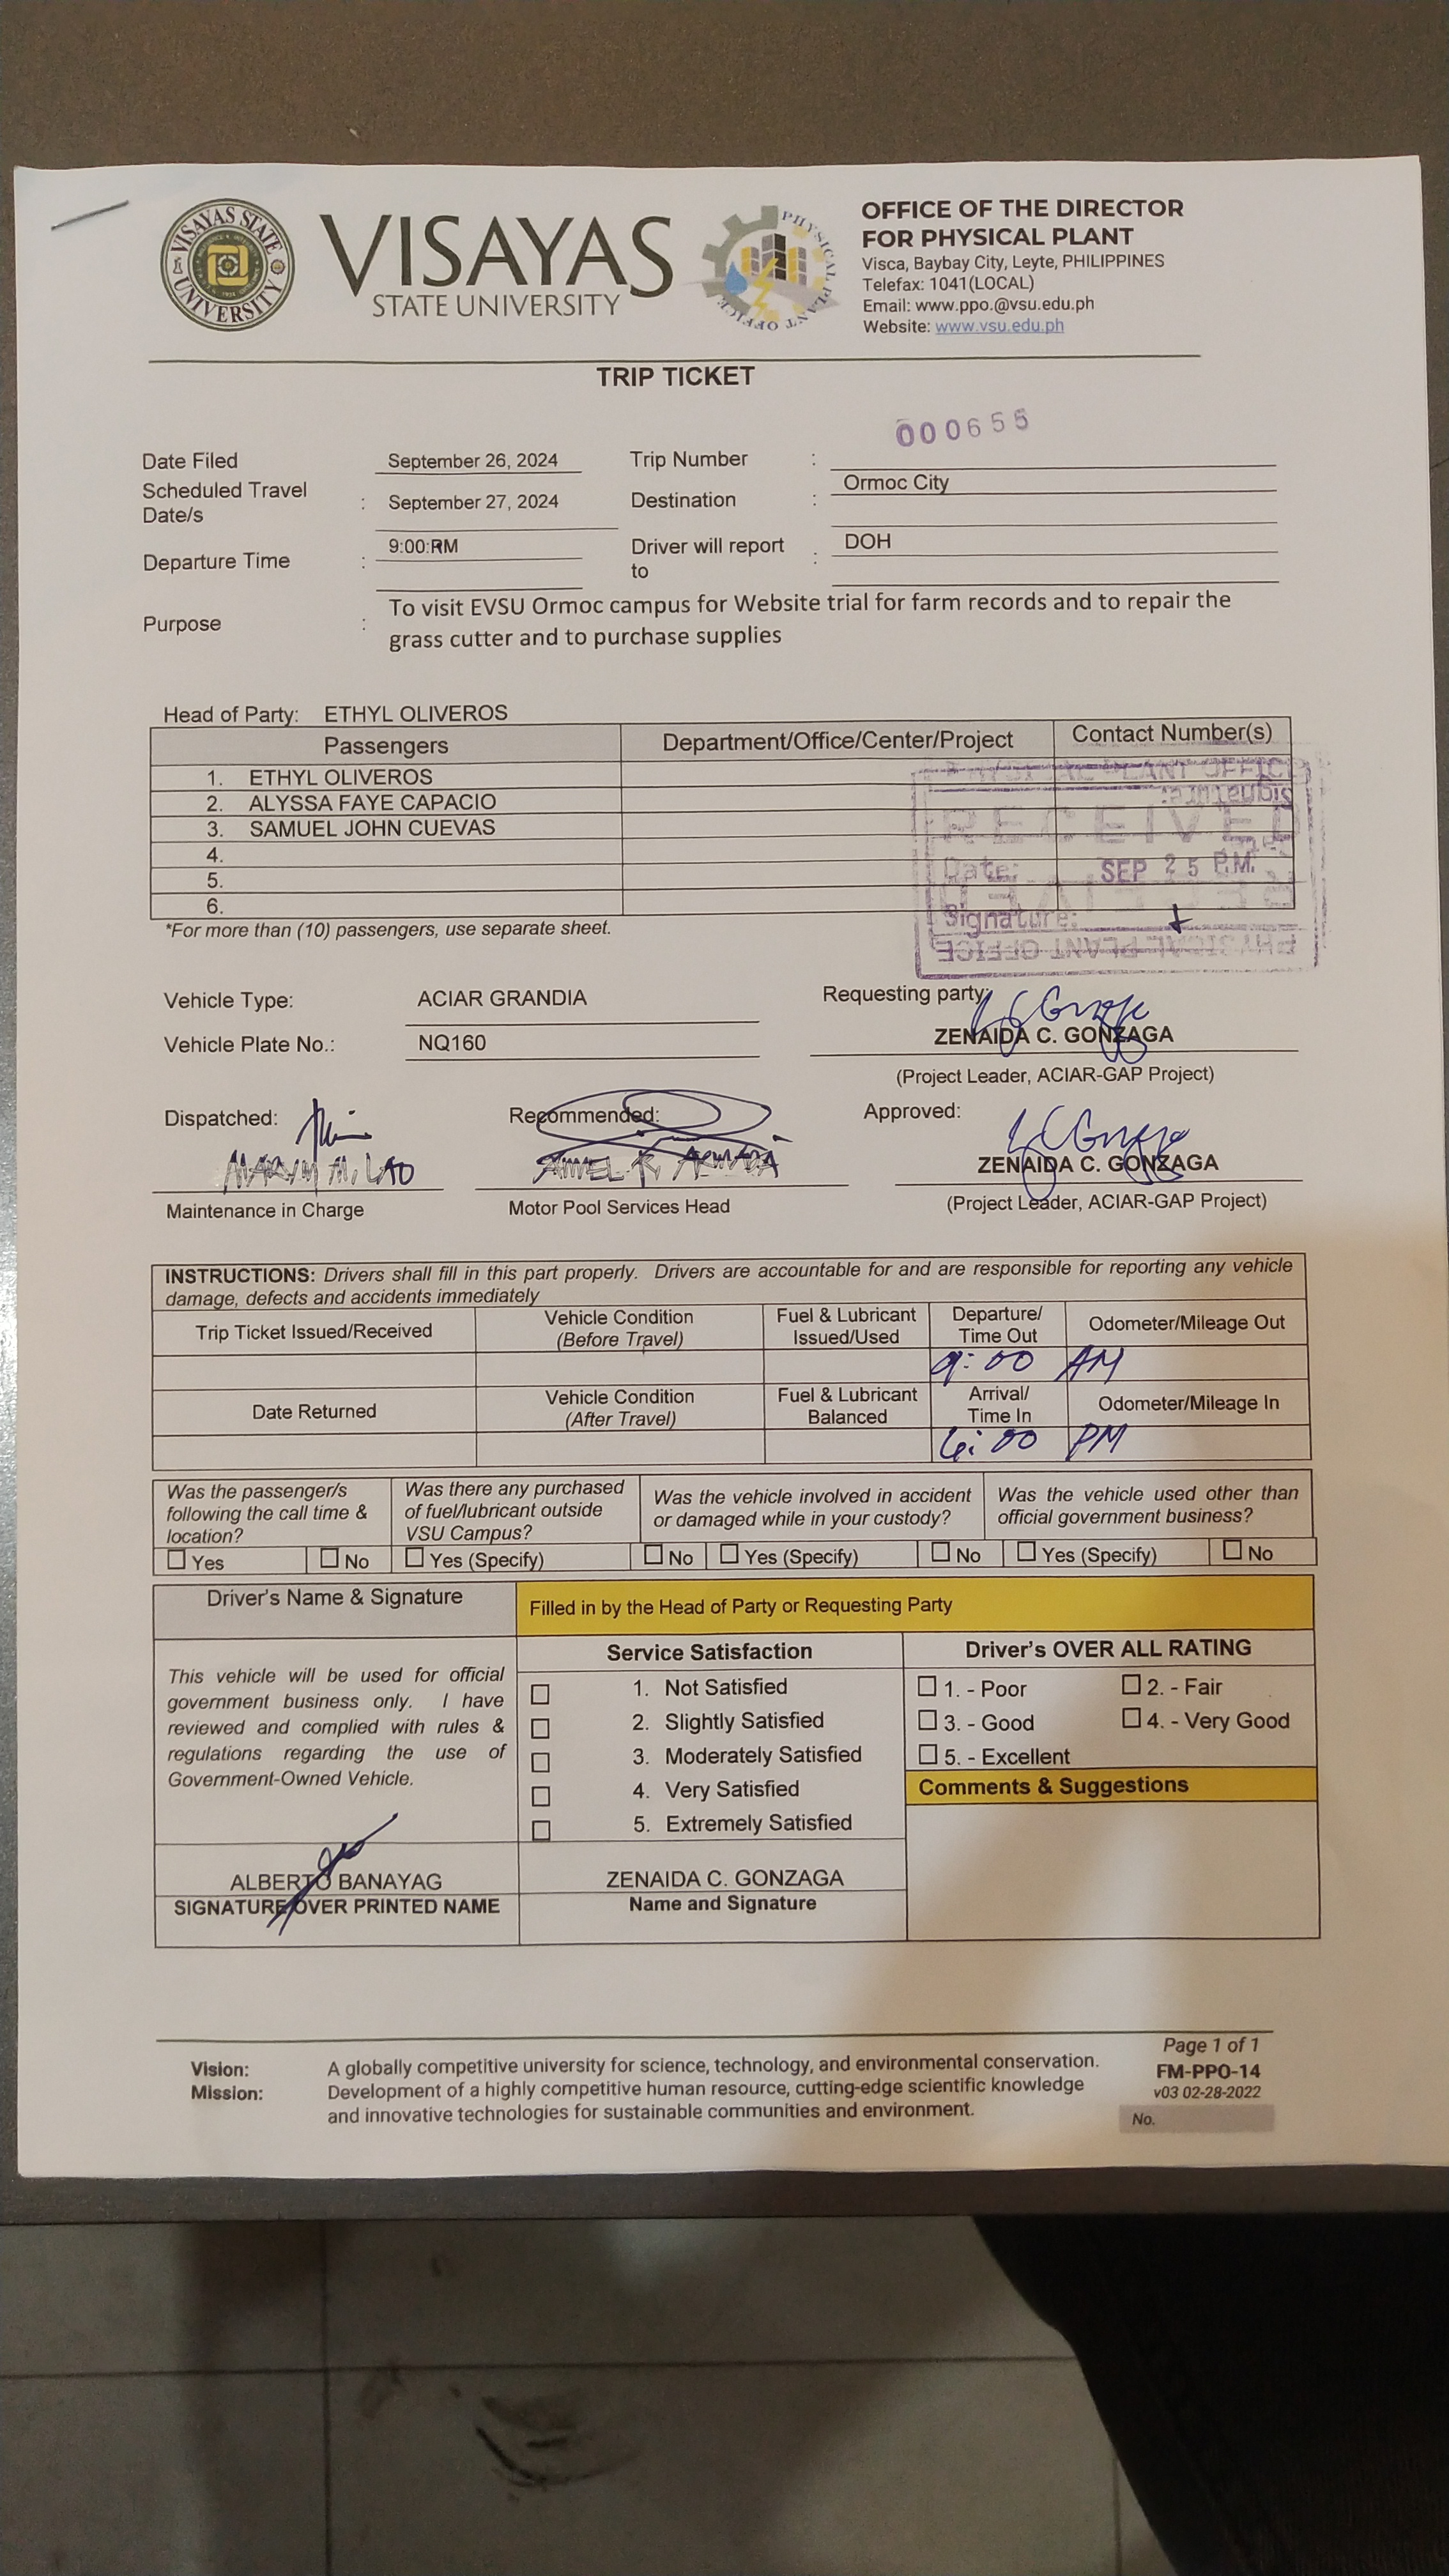 VISAYAS STATE UNIVERSITY
VISAYAS
STATE UNIVERSITY
PHYSICAL PLANT OFFICE
OFFICE OF THE DIRECTOR
FOR PHYSICAL PLANT
Visca, Baybay City, Leyte, PHILIPPINES
Telefax: 1041(LOCAL)
Email: www.ppo.@vsu.edu.ph
Website: www.vsu.edu.ph
TRIP TICKET
000655
Date Filed September 26, 2024 Trip Number :
Scheduled Travel Date/s : September 27, 2024 Destination : Ormoc City
Departure Time : 9:00: Driver will report to : DOH
Purpose : To visit EVSU Ormoc campus for Website trial for farm records and to repair the
grass cutter and to purchase supplies
Head of Party: ETHYL OLIVEROS
Passengers Department/Office/Center/Project Contact Number(s)
1. ETHYL OLIVEROS
2. ALYSSA FAYE CAPACIO
3. SAMUEL JOHN CUEVAS
4.
5.
6.
PHYSICAL PLANT OFFICE
RECEIVED
Date: SEP 25 P.M.
Signature:
*For more than (10) passengers, use separate sheet.
Vehicle Type: ACIAR GRANDIA Requesting party:
Vehicle Plate No.: NQ160 ZENAIDA C. GONZAGA
(Project Leader, ACIAR-GAP Project)
Dispatched: Recommended: Approved:
MARVIN M. LAO ZENAIDA C. GONZAGA
Maintenance in Charge Motor Pool Services Head (Project Leader, ACIAR-GAP Project)
INSTRUCTIONS: Drivers shall fill in this part properly. Drivers are accountable for and are responsible for reporting any vehicle
damage, defects and accidents immediately
Trip Ticket Issued/Received Vehicle Condition (Before Travel) Fuel & Lubricant Issued/Used Departure/ Time Out Odometer/Mileage Out
9:00 AM
Date Returned Vehicle Condition (After Travel) Fuel & Lubricant Balanced Arrival/ Time In Odometer/Mileage In
6:00 PM
Was the passenger/s following the call time & location? Was there any purchased of fuel/lubricant outside VSU Campus? Was the vehicle involved in accident or damaged while in your custody? Was the vehicle used other than official government business?
Yes No Yes (Specify) No Yes (Specify) No Yes (Specify) No
Driver's Name & Signature Filled in by the Head of Party or Requesting Party
Service Satisfaction Driver's OVER ALL RATING
This vehicle will be used for official
government business only. I have
reviewed and complied with rules &
regulations regarding the use of
Government-Owned Vehicle.
1. Not Satisfied
2. Slightly Satisfied
3. Moderately Satisfied
4. Very Satisfied
5. Extremely Satisfied
1. - Poor 2. - Fair
3. - Good 4. - Very Good
5. - Excellent
Comments & Suggestions
ALBERTO BANAYAG ZENAIDA C. GONZAGA
SIGNATURE OVER PRINTED NAME Name and Signature
Page 1 of 1
Vision: A globally competitive university for science, technology, and environmental conservation.
FM-PPO-14
Mission: Development of a highly competitive human resource, cutting-edge scientific knowledge
and innovative technologies for sustainable communities and environment.
v03 02-28-2022
No.